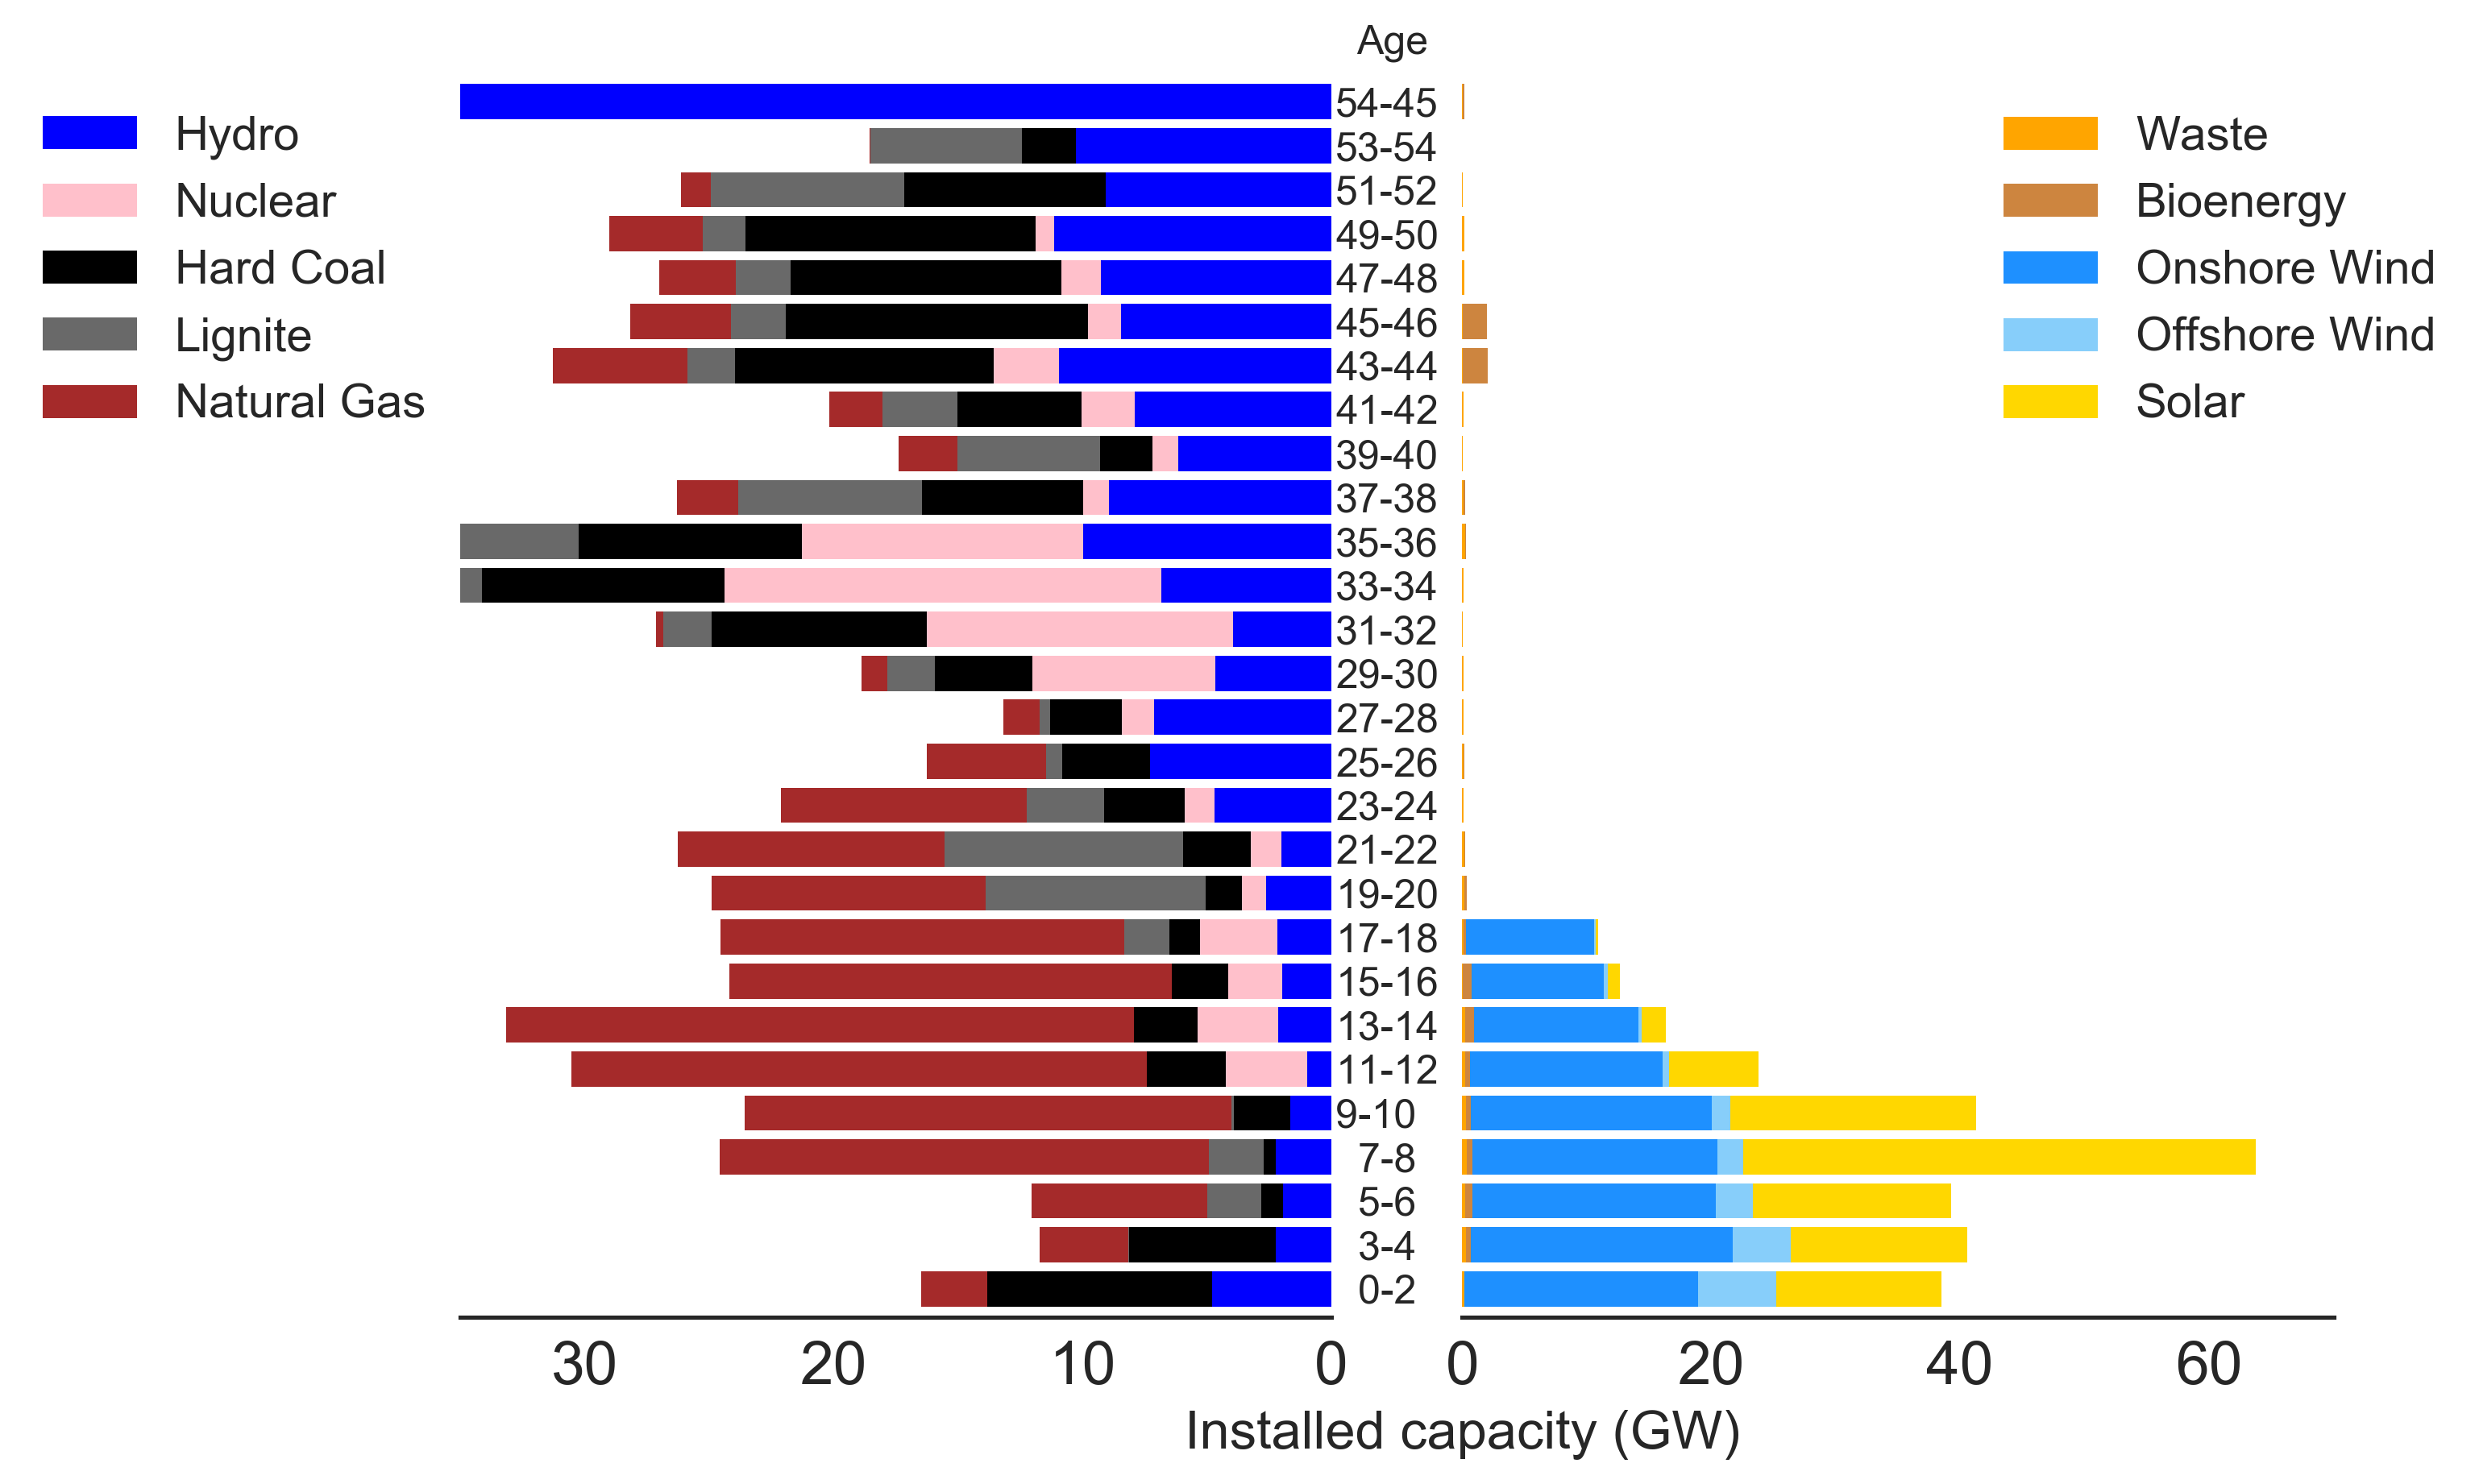 Age
Hydro
Nuclear
Hard Coal
Lignite
Natural Gas
54-45
53-54
51-52
49-50
47-48
45-46
43-44
41-42
39-40
37-38
35-36
33-34
31-32
29-30
27-28
25-26
23-24
21-22
19-20
17-18
15-16
13-14
11-12
9-10
7-8
5-6
3-4
0-2
Waste
Bioenergy
Onshore Wind
Offshore Wind
Solar
30 20 10 0 0 20 40 60
Installed capacity (GW)